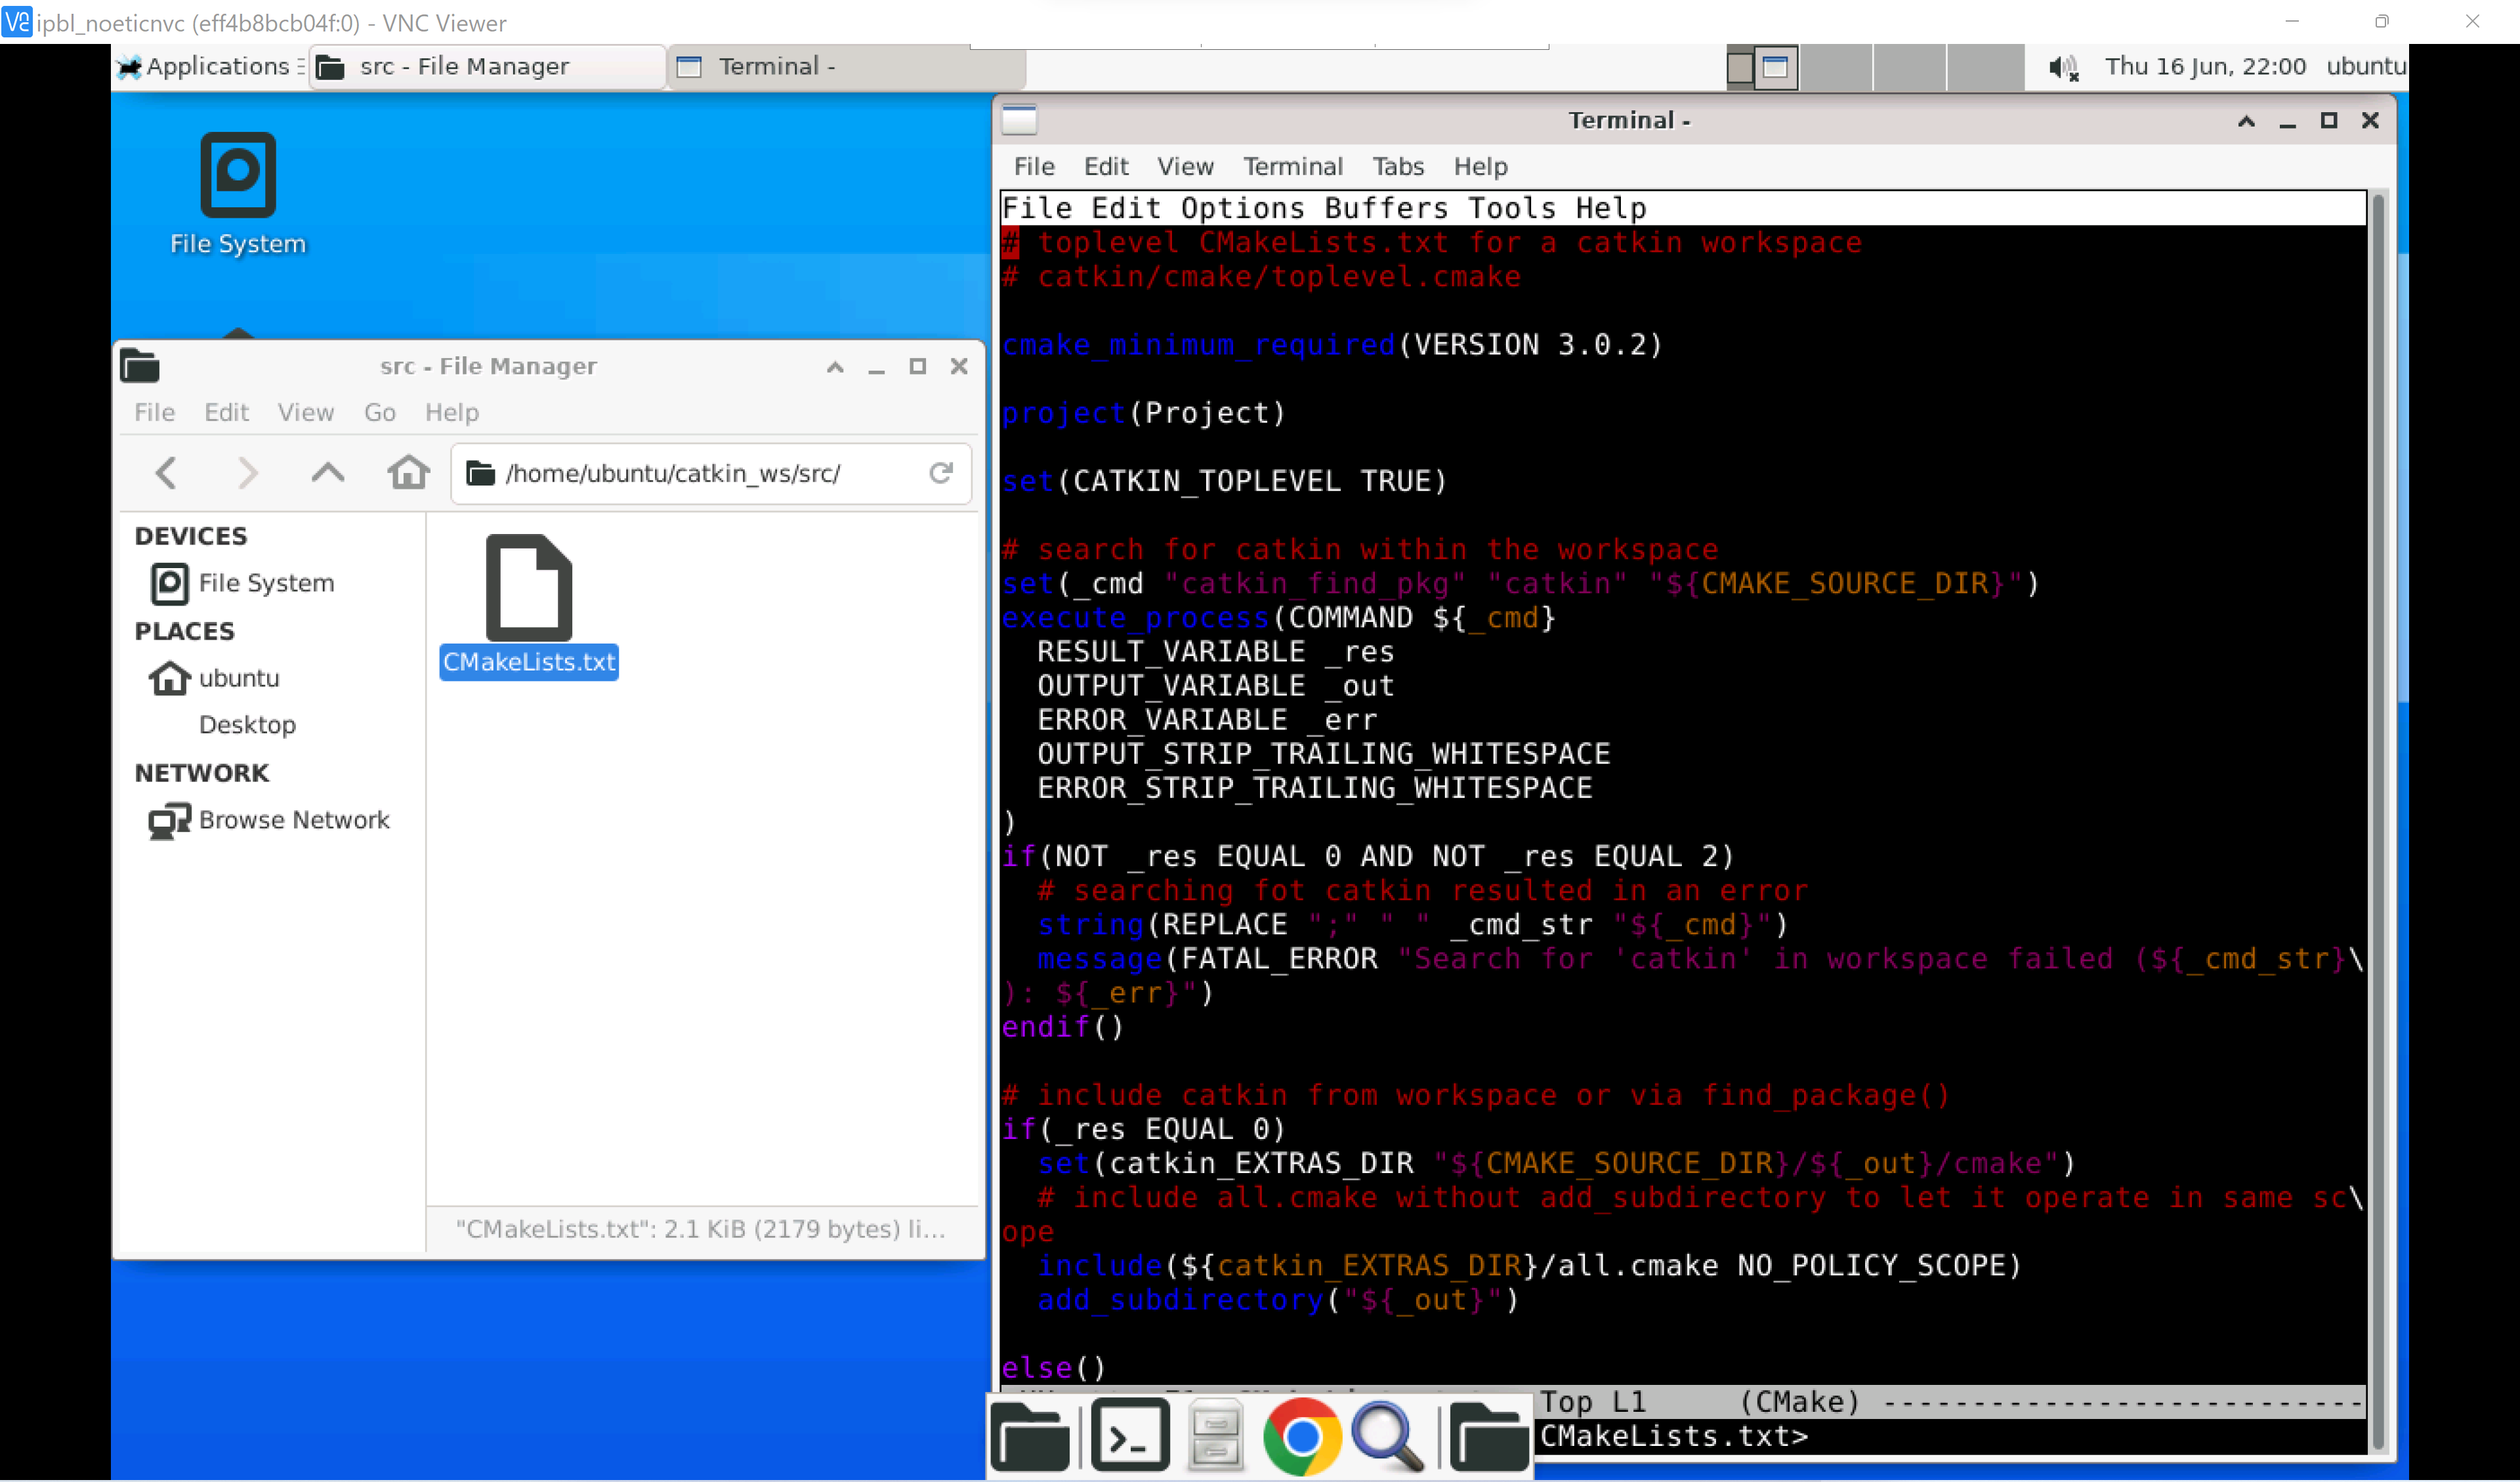 ipbl_noeticnvc (eff4b8bcb04f:0) - VNC Viewer
Applications
src - File Manager
Terminal -
Thu 16 Jun, 22:00
ubuntu
File System
src - File Manager
File Edit View Go Help
/home/ubuntu/catkin_ws/src/
DEVICES
File System
PLACES
ubuntu
Desktop
NETWORK
Browse Network
CMakeLists.txt
"CMakeLists.txt": 2.1 KiB (2179 bytes) li...
Terminal -
File Edit View Terminal Tabs Help
File Edit Options Buffers Tools Help
# toplevel CMakeLists.txt for a catkin workspace
# catkin/cmake/toplevel.cmake
cmake_minimum_required(VERSION 3.0.2)
project(Project)
set(CATKIN_TOPLEVEL TRUE)
# search for catkin within the workspace
set(_cmd "catkin_find_pkg" "catkin" "${CMAKE_SOURCE_DIR}")
execute_process(COMMAND ${_cmd}
  RESULT_VARIABLE _res
  OUTPUT_VARIABLE _out
  ERROR_VARIABLE _err
  OUTPUT_STRIP_TRAILING_WHITESPACE
  ERROR_STRIP_TRAILING_WHITESPACE
)
if(NOT _res EQUAL 0 AND NOT _res EQUAL 2)
  # searching fot catkin resulted in an error
  string(REPLACE ";" " " _cmd_str "${_cmd}")
  message(FATAL_ERROR "Search for 'catkin' in workspace failed (${_cmd_str}\
): ${_err}")
endif()
# include catkin from workspace or via find_package()
if(_res EQUAL 0)
  set(catkin_EXTRAS_DIR "${CMAKE_SOURCE_DIR}/${_out}/cmake")
  # include all.cmake without add_subdirectory to let it operate in same sc\
ope
  include(${catkin_EXTRAS_DIR}/all.cmake NO_POLICY_SCOPE)
  add_subdirectory("${_out}")
else()
Top L1 (CMake) ---------------------------
CMakeLists.txt>